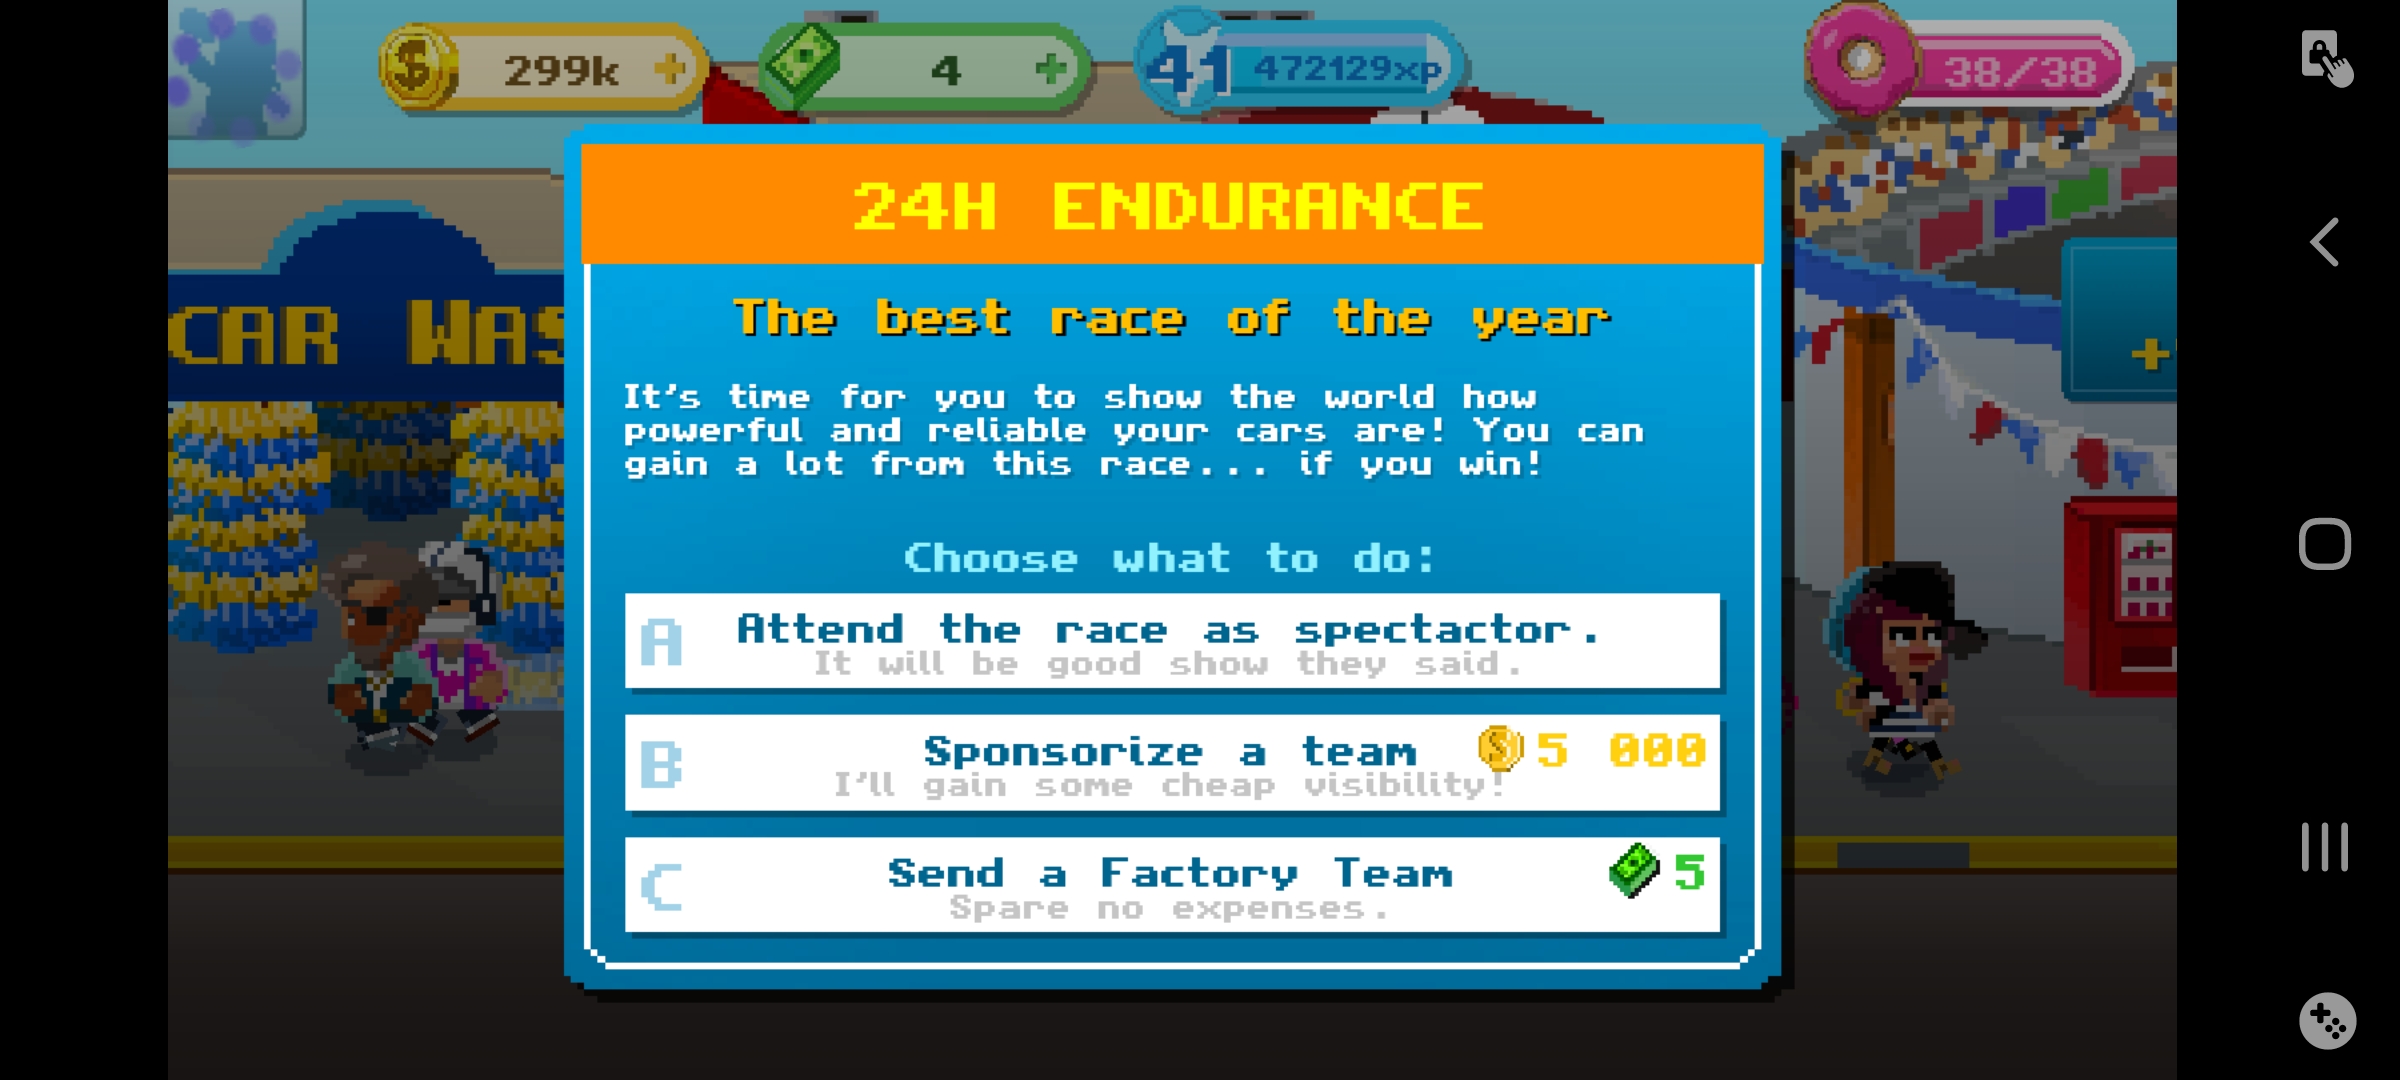 299k +
4 +
41 472129xp
38/38
CAR WAS
24H ENDURANCE
The best race of the year
It's time for you to show the world how
powerful and reliable your cars are! You can
gain a lot from this race... if you win!
Choose what to do:
A Attend the race as spectactor.
It will be good show they said.
B Sponsorize a team 5 000
I'll gain some cheap visibility!
C Send a Factory Team 5
Spare no expenses.
+